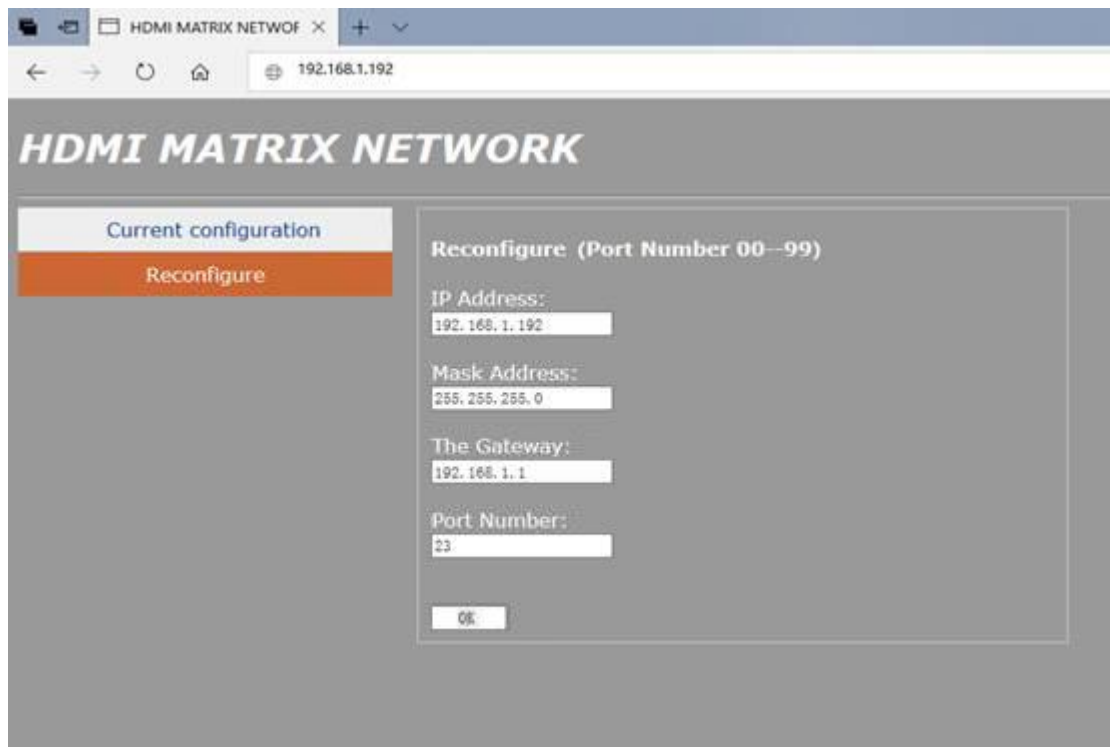 HDMI MATRIX NETWOF
192.168.1.192
HDMI MATRIX NETWORK
Current configuration
Reconfigure
Reconfigure (Port Number 00--99)
IP Address:
192.168.1.192
Mask Address:
255.255.255.0
The Gateway:
192.168.1.1
Port Number:
23
OK